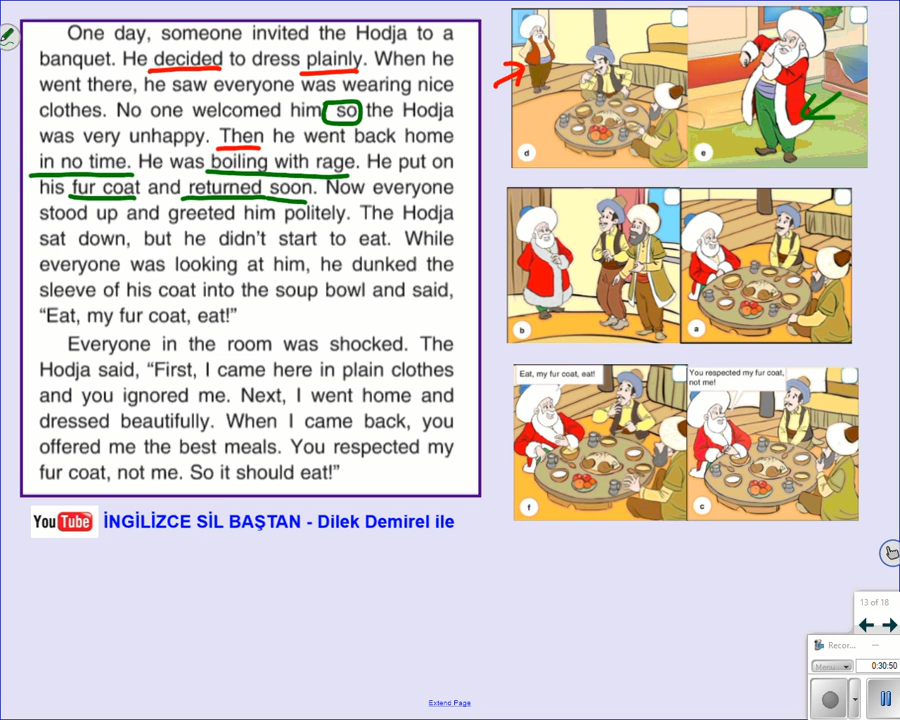 One day, someone invited the Hodja to a
banquet. He decided to dress plainly. When he
went there, he saw everyone was wearing nice
clothes. No one welcomed him so the Hodja
was very unhappy. Then he went back home
in no time. He was boiling with rage. He put on
his fur coat and returned soon. Now everyone
stood up and greeted him politely. The Hodja
sat down, but he didn't start to eat. While
everyone was looking at him, he dunked the
sleeve of his coat into the soup bowl and said,
“Eat, my fur coat, eat!”
Everyone in the room was shocked. The
Hodja said, “First, I came here in plain clothes
and you ignored me. Next, I went home and
dressed beautifully. When I came back, you
offered me the best meals. You respected my
fur coat, not me. So it should eat!”
You Tube İNGİLİZCE SİL BAŞTAN - Dilek Demirel ile
d
e
b
a
Eat, my fur coat, eat!
You respected my fur coat,
not me!
f
c
13 of 18
Recor...
Menu
0:30:50
Extend Page